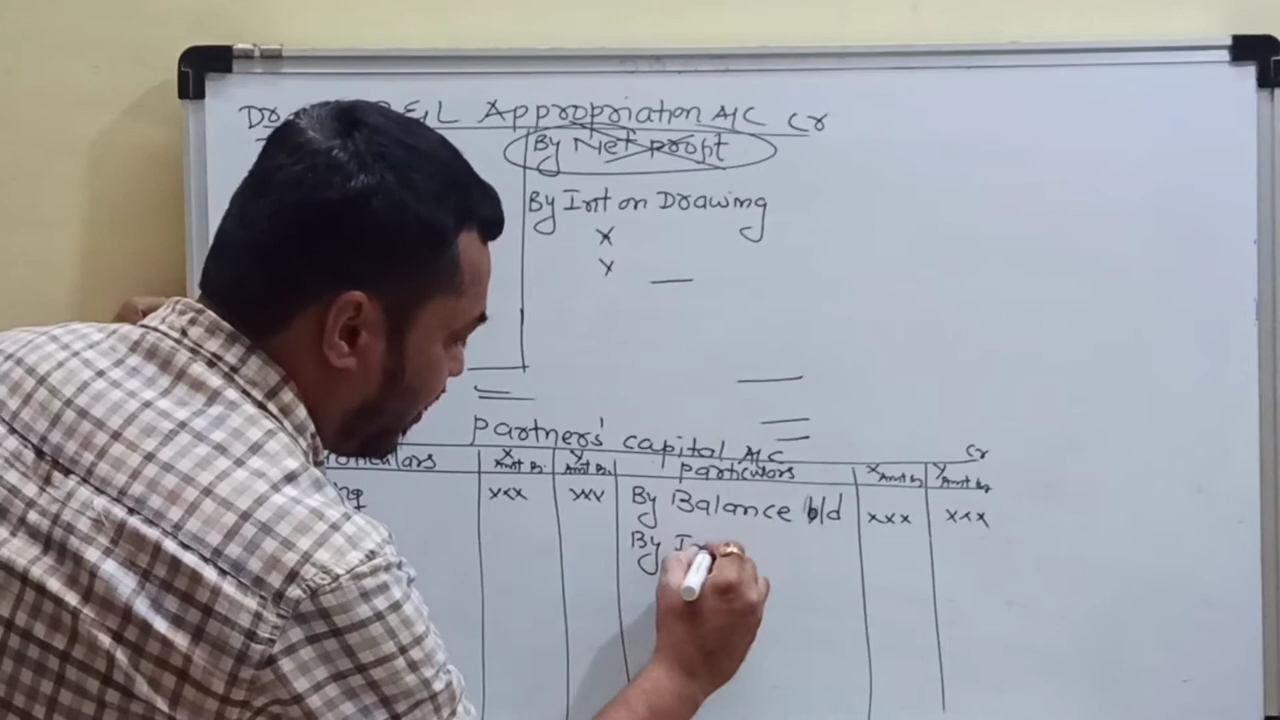 Dr P&L Appropriation A/C Cr
By Net profit
By Int on Drawing
X
X
Partners' capital A/C
Cr
X Y particulars X Y
Amt Rs. Amt Rs. Amt Rs Amt Rs
xxx xxx By Balance b/d xxx xxx
By In